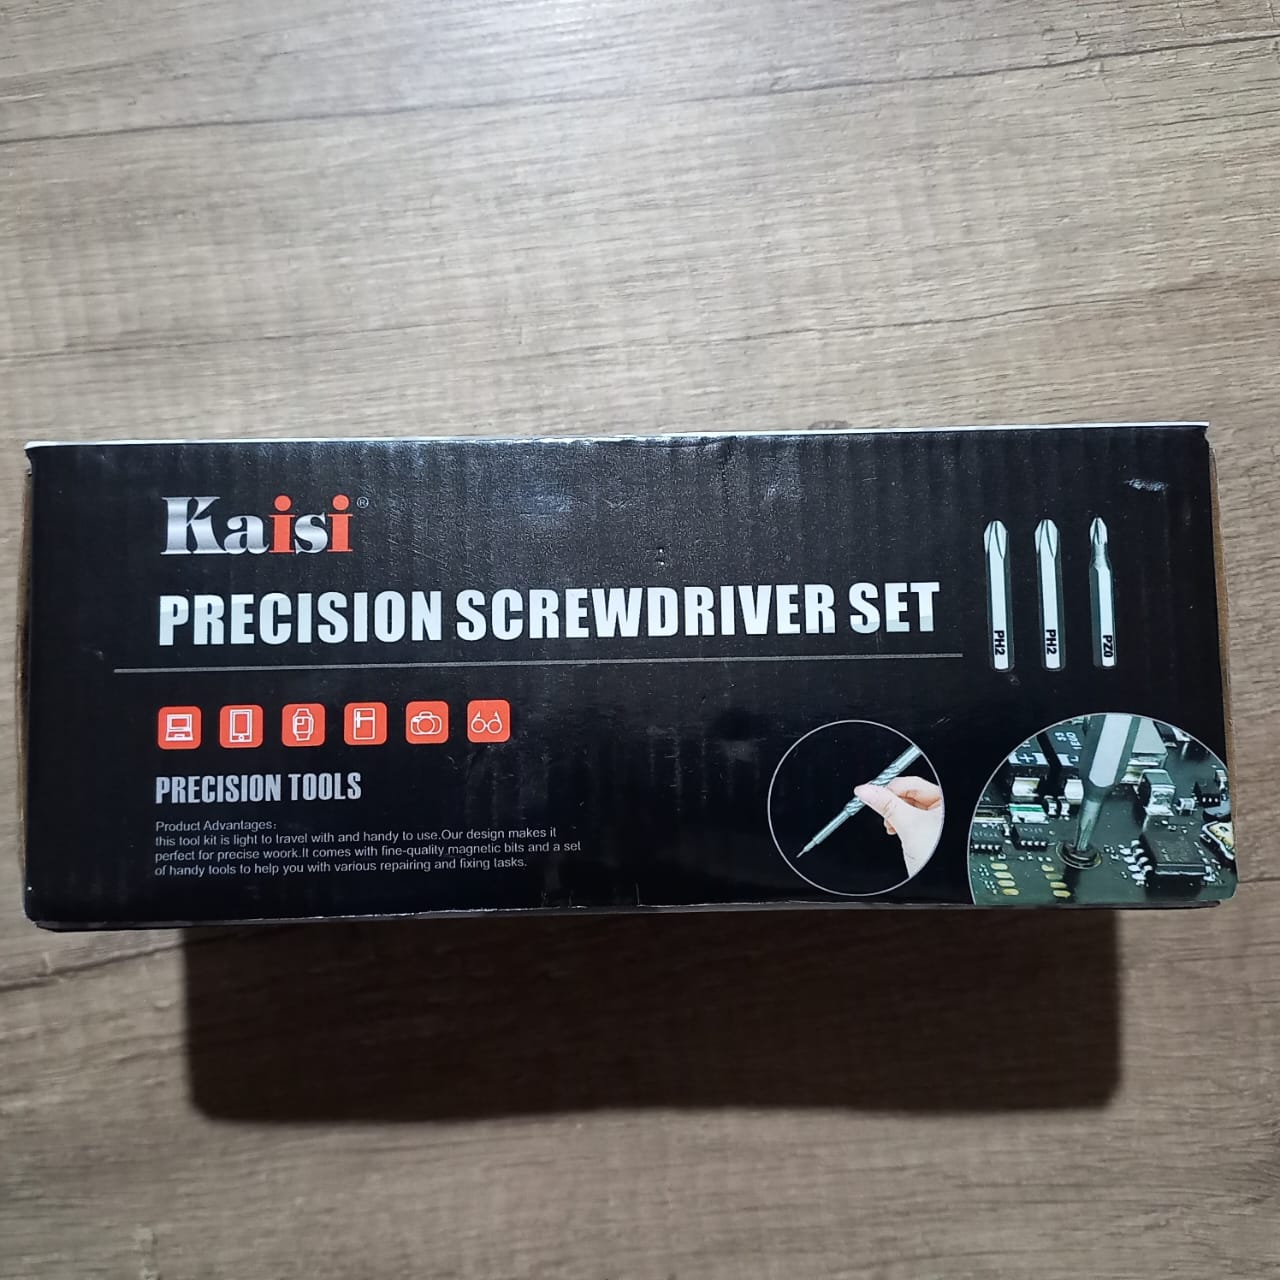 Kaisi®
PRECISION SCREWDRIVER SET
PH2
PH2
PZ0
PRECISION TOOLS
Product Advantages:
this tool kit is light to travel with and handy to use.Our design makes it
perfect for precise woork.It comes with fine-quality magnetic bits and a set
of handy tools to help you with various repairing and fixing tasks.